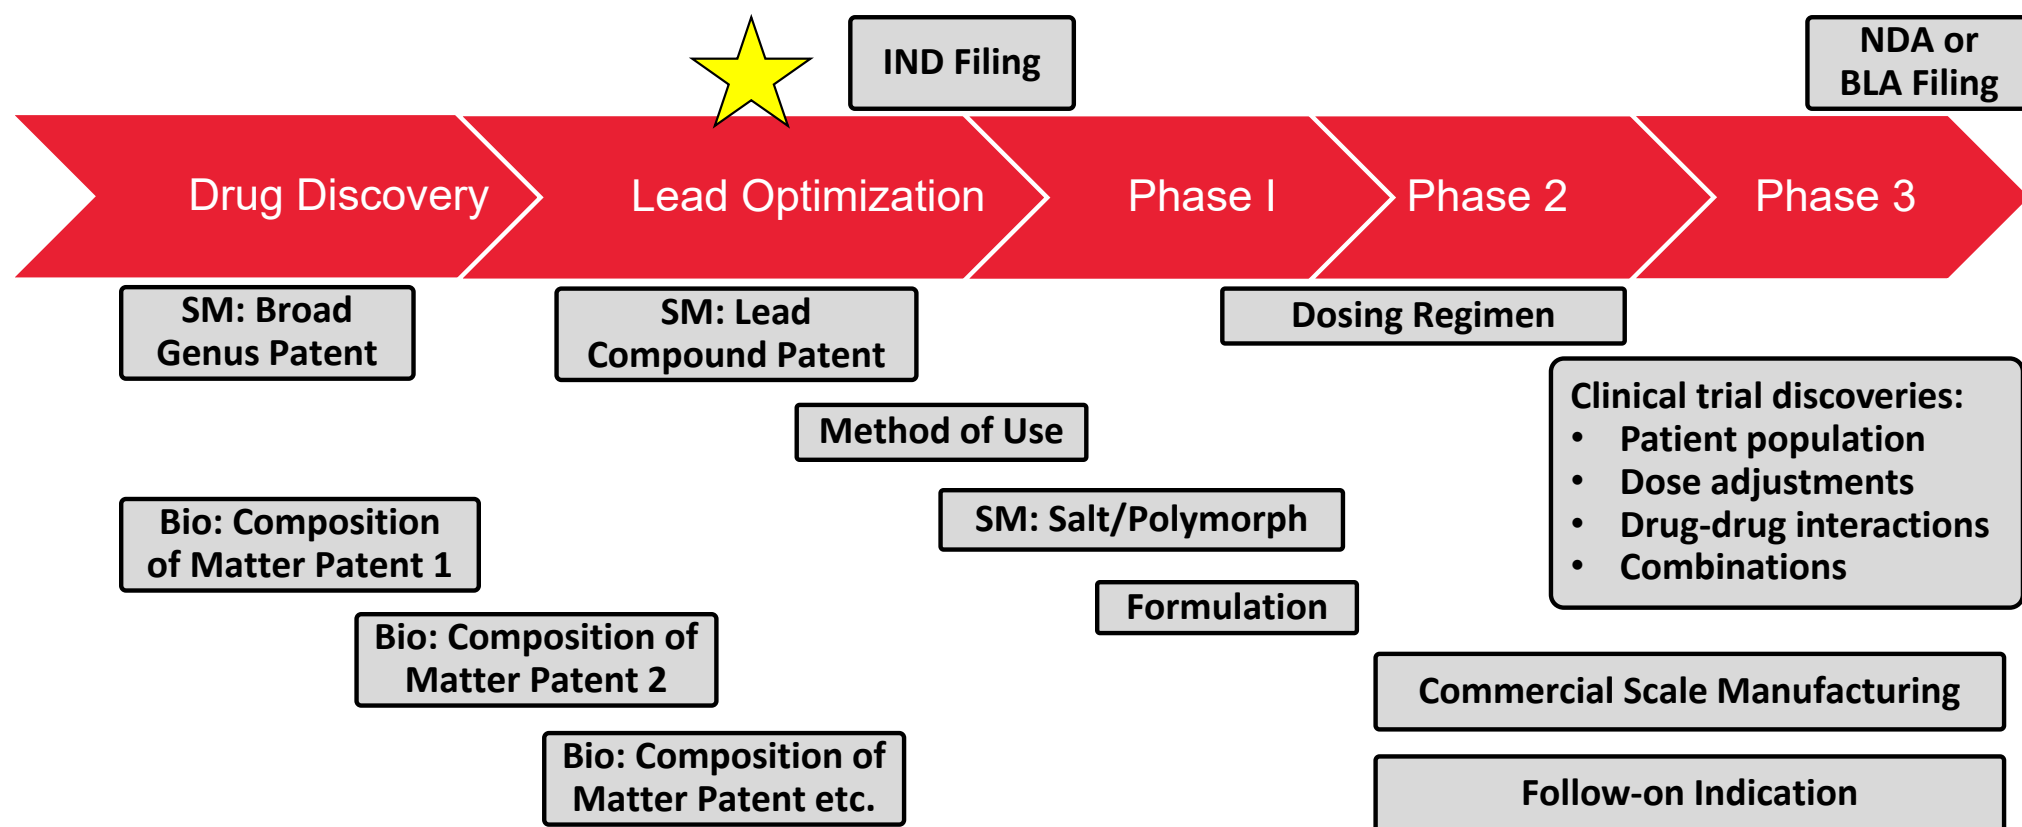 IND Filing
NDA or
BLA Filing
Drug Discovery
Lead Optimization
Phase I
Phase 2
Phase 3
SM: Broad
Genus Patent
SM: Lead
Compound Patent
Dosing Regimen
Method of Use
Clinical trial discoveries:
• Patient population
• Dose adjustments
• Drug-drug interactions
• Combinations
Bio: Composition
of Matter Patent 1
SM: Salt/Polymorph
Formulation
Bio: Composition of
Matter Patent 2
Commercial Scale Manufacturing
Bio: Composition of
Matter Patent etc.
Follow-on Indication